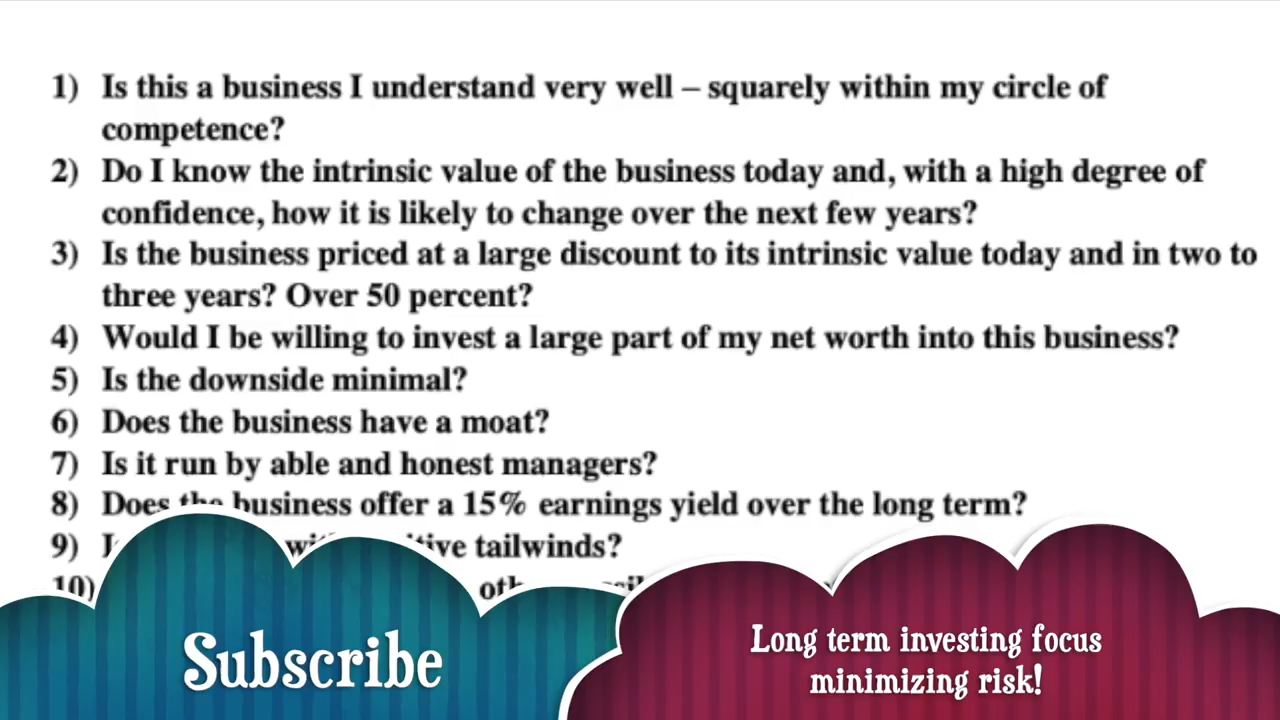 1) Is this a business I understand very well – squarely within my circle of
competence?
2) Do I know the intrinsic value of the business today and, with a high degree of
confidence, how it is likely to change over the next few years?
3) Is the business priced at a large discount to its intrinsic value today and in two to
three years? Over 50 percent?
4) Would I be willing to invest a large part of my net worth into this business?
5) Is the downside minimal?
6) Does the business have a moat?
7) Is it run by able and honest managers?
8) Does the business offer a 15% earnings yield over the long term?
9) tailwinds?
10)
Subscribe
Long term investing focus
minimizing risk!